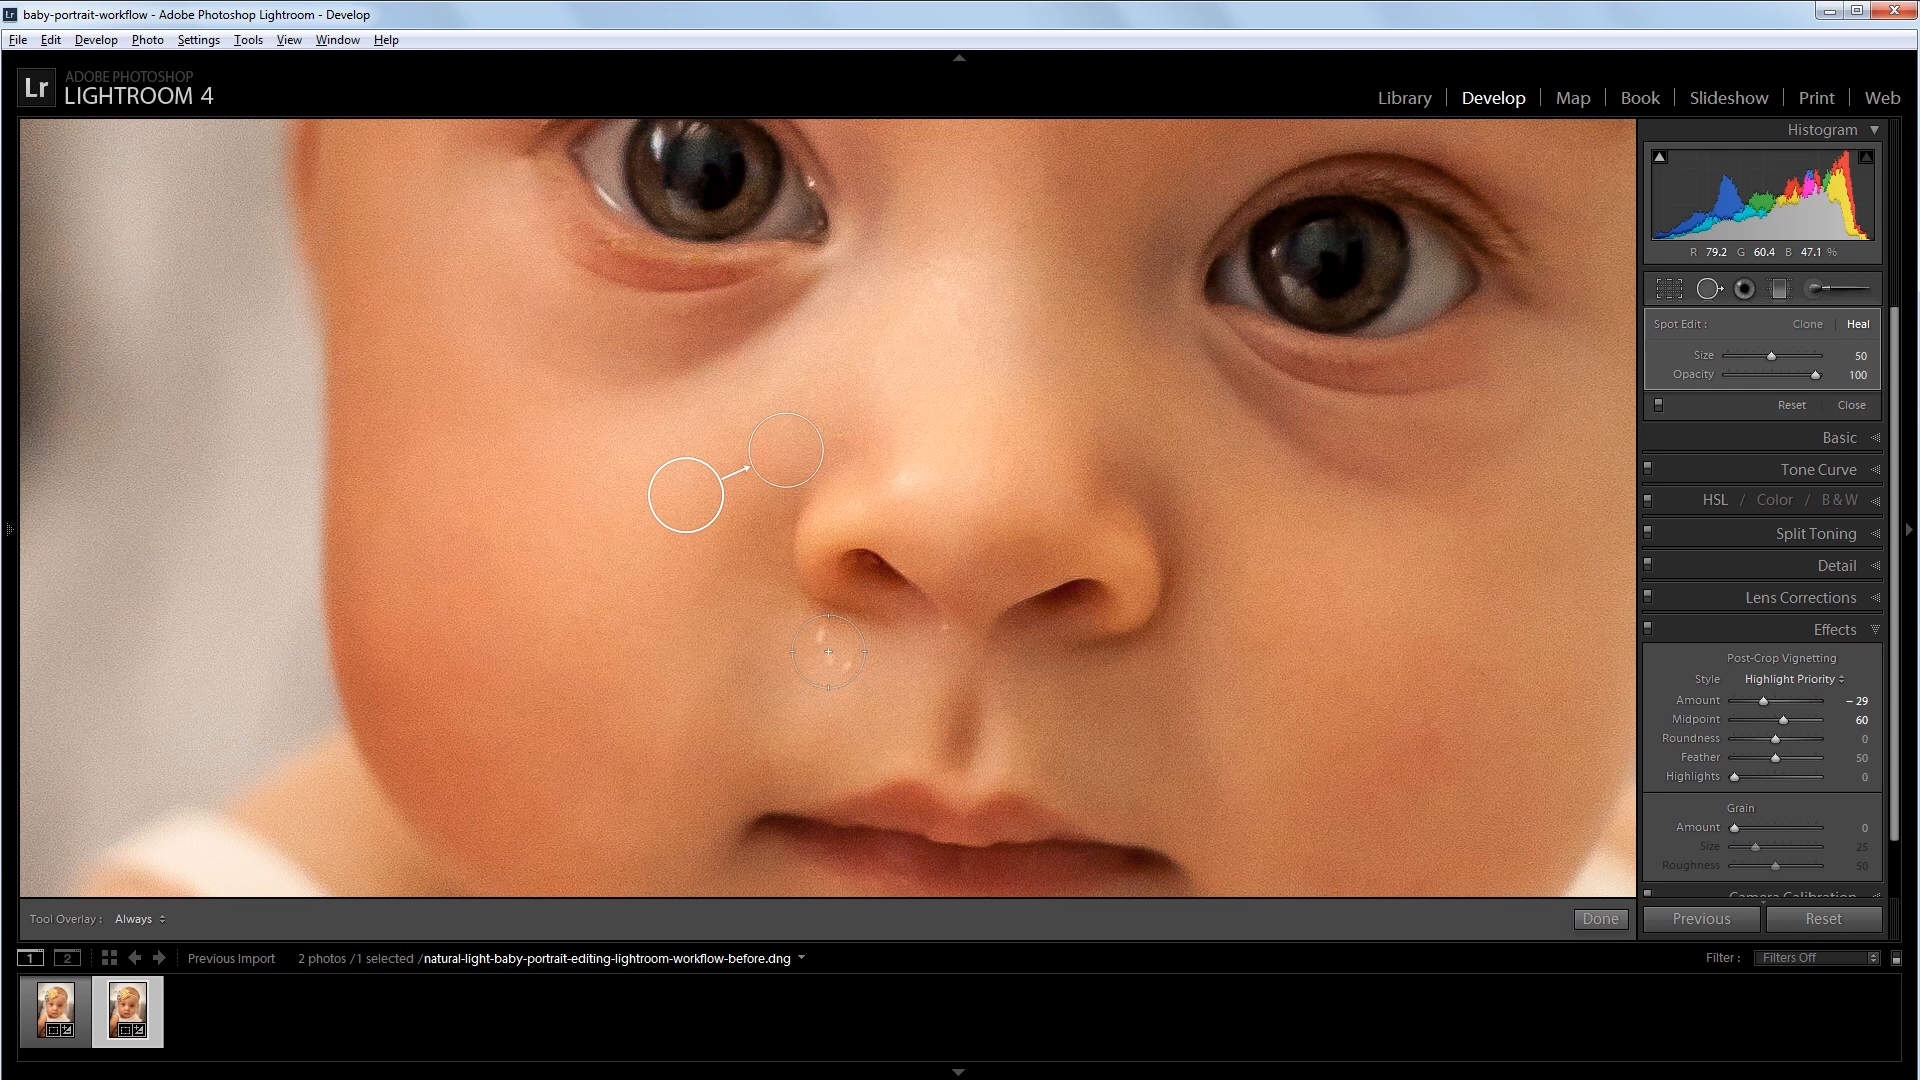 Lr baby-portrait-workflow - Adobe Photoshop Lightroom - Develop
File Edit Develop Photo Settings Tools View Window Help
Lr ADOBE PHOTOSHOP
LIGHTROOM 4
Library | Develop | Map | Book | Slideshow | Print | Web
Histogram
R 79.2 G 60.4 B 47.1 %
Spot Edit : Clone | Heal
Size 50
Opacity 100
Reset Close
Basic
Tone Curve
HSL / Color / B & W
Split Toning
Detail
Lens Corrections
Effects
Post-Crop Vignetting
Style Highlight Priority
Amount – 29
Midpoint 60
Roundness 0
Feather 50
Highlights 0
Grain
Amount 0
Size 25
Roughness 50
Camera Calibration
Tool Overlay : Always
Done
Previous Reset
1 2 Previous Import 2 photos /1 selected /natural-light-baby-portrait-editing-lightroom-workflow-before.dng
Filter : Filters Off